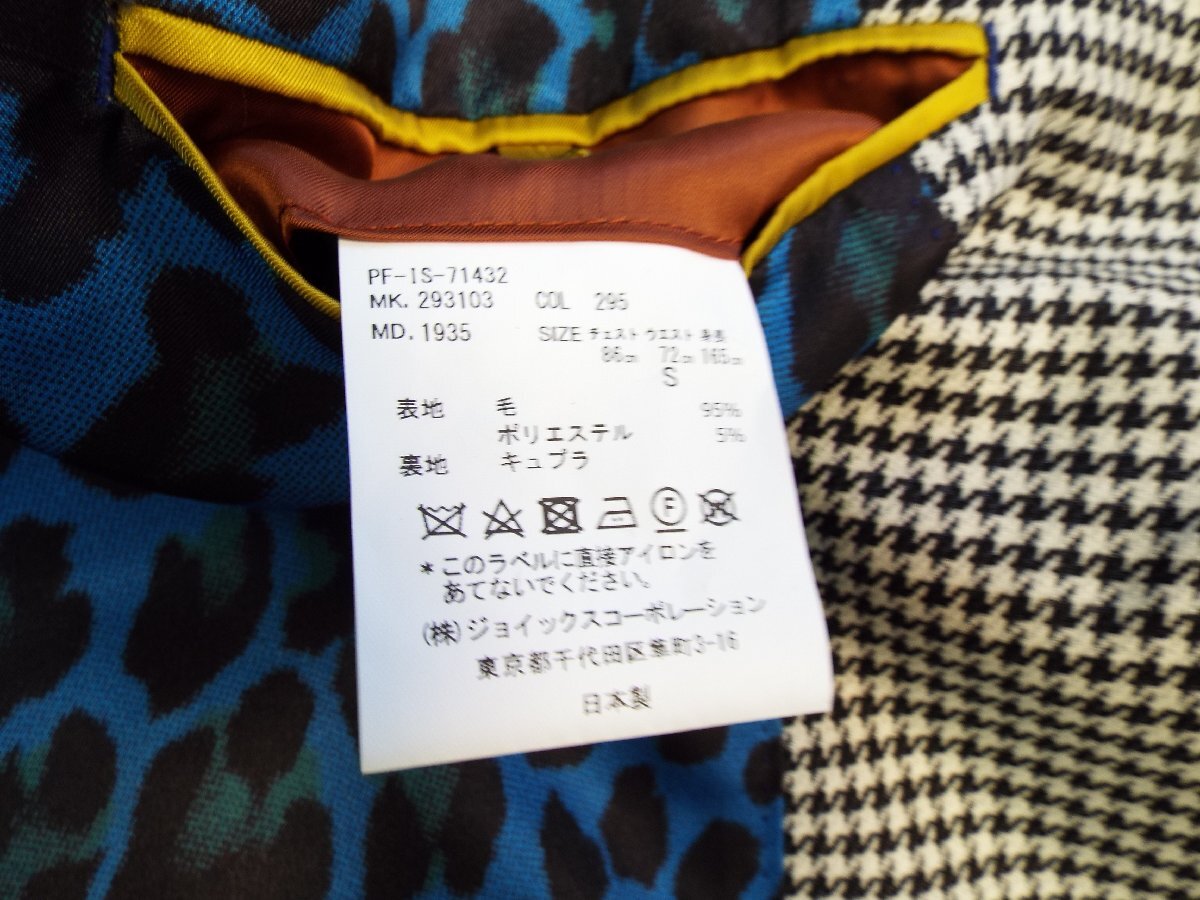 PF-IS-71432
MK. 293103 COL 295
MD. 1935 SIZE チェスト ウエスト 身長
86cm 72cm 165cm
S
表地 毛 95%
ポリエステル 5%
裏地 キュプラ
F
*このラベルに直接アイロンを
あてないでください。
(株)ジョイックスコーポレーション
東京都千代田区隼町3-16
日本製